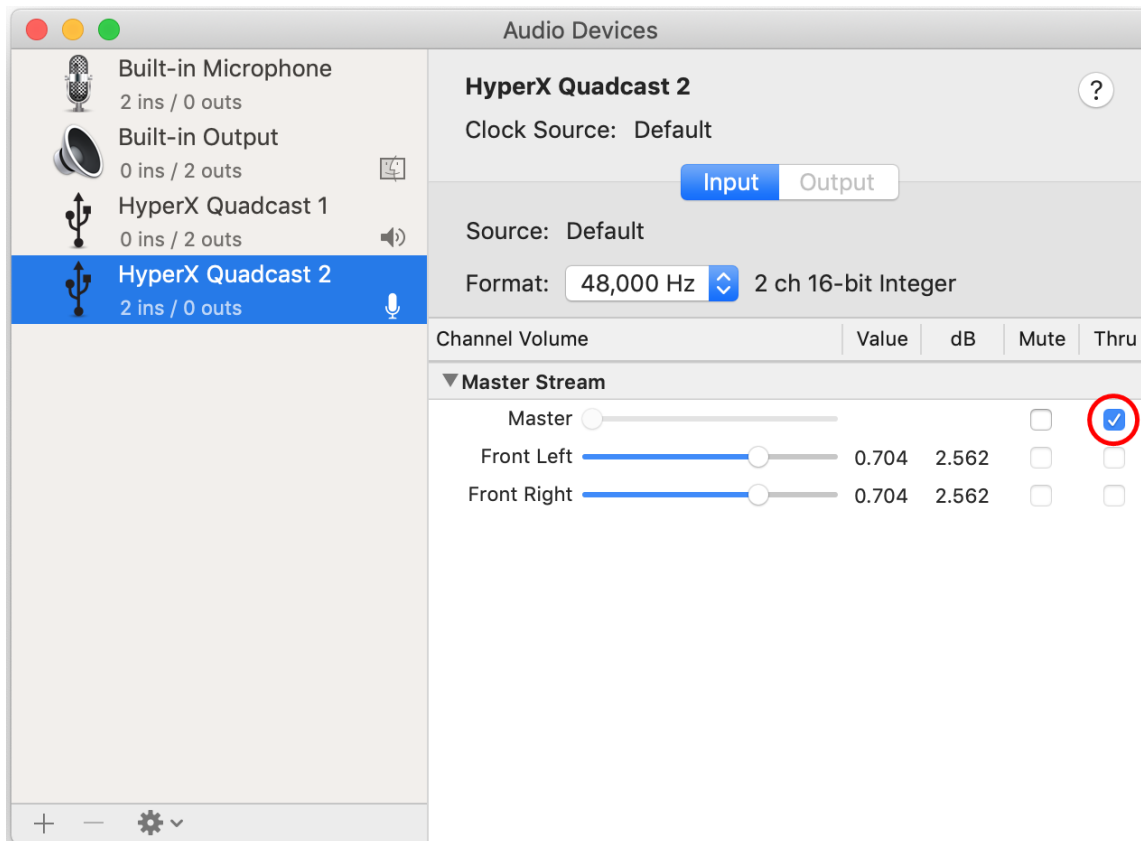 Audio Devices
Built-in Microphone
2 ins / 0 outs
Built-in Output
0 ins / 2 outs
HyperX Quadcast 1
0 ins / 2 outs
HyperX Quadcast 2
2 ins / 0 outs
HyperX Quadcast 2
?
Clock Source: Default
Input Output
Source: Default
Format: 48,000 Hz 2 ch 16-bit Integer
Channel Volume Value dB Mute Thru
Master Stream
Master
Front Left 0.704 2.562
Front Right 0.704 2.562